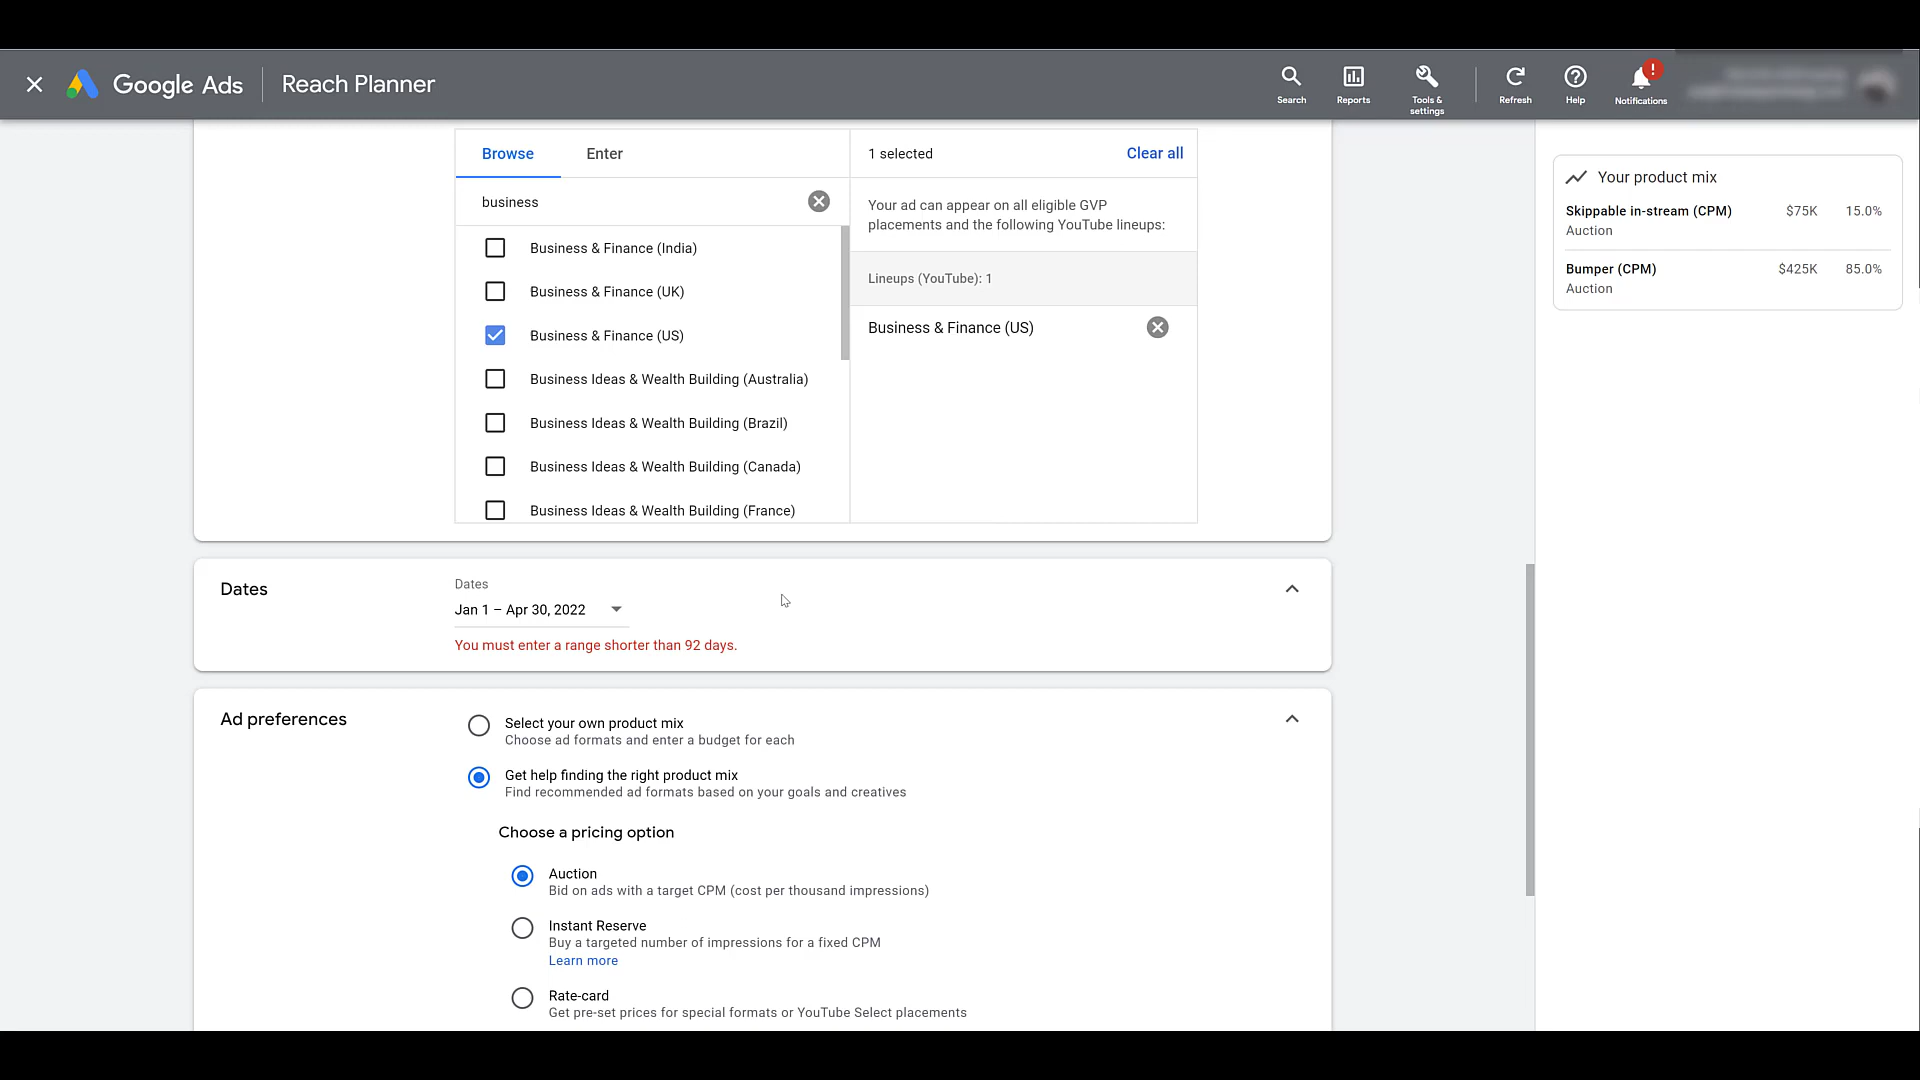 Google Ads
Reach Planner
Search
Reports
Tools &
settings
Refresh
Help
!
Notifications
Browse
Enter
business
Business & Finance (India)
Business & Finance (UK)
Business & Finance (US)
Business Ideas & Wealth Building (Australia)
Business Ideas & Wealth Building (Brazil)
Business Ideas & Wealth Building (Canada)
Business Ideas & Wealth Building (France)
1 selected
Clear all
Your ad can appear on all eligible GVP
placements and the following YouTube lineups:
Lineups (YouTube): 1
Business & Finance (US)
Dates
Dates
Jan 1 – Apr 30, 2022
You must enter a range shorter than 92 days.
Ad preferences
Select your own product mix
Choose ad formats and enter a budget for each
Get help finding the right product mix
Find recommended ad formats based on your goals and creatives
Choose a pricing option
Auction
Bid on ads with a target CPM (cost per thousand impressions)
Instant Reserve
Buy a targeted number of impressions for a fixed CPM
Learn more
Rate-card
Get pre-set prices for special formats or YouTube Select placements
Your product mix
Skippable in-stream (CPM) $75K 15.0%
Auction
Bumper (CPM) $425K 85.0%
Auction